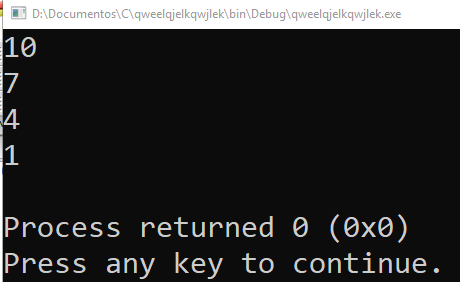 D:\Documentos\C\qweelqjelkqwjlek\bin\Debug\qweelqjelkqwjlek.exe
10
7
4
1
Process returned 0 (0x0)
Press any key to continue.